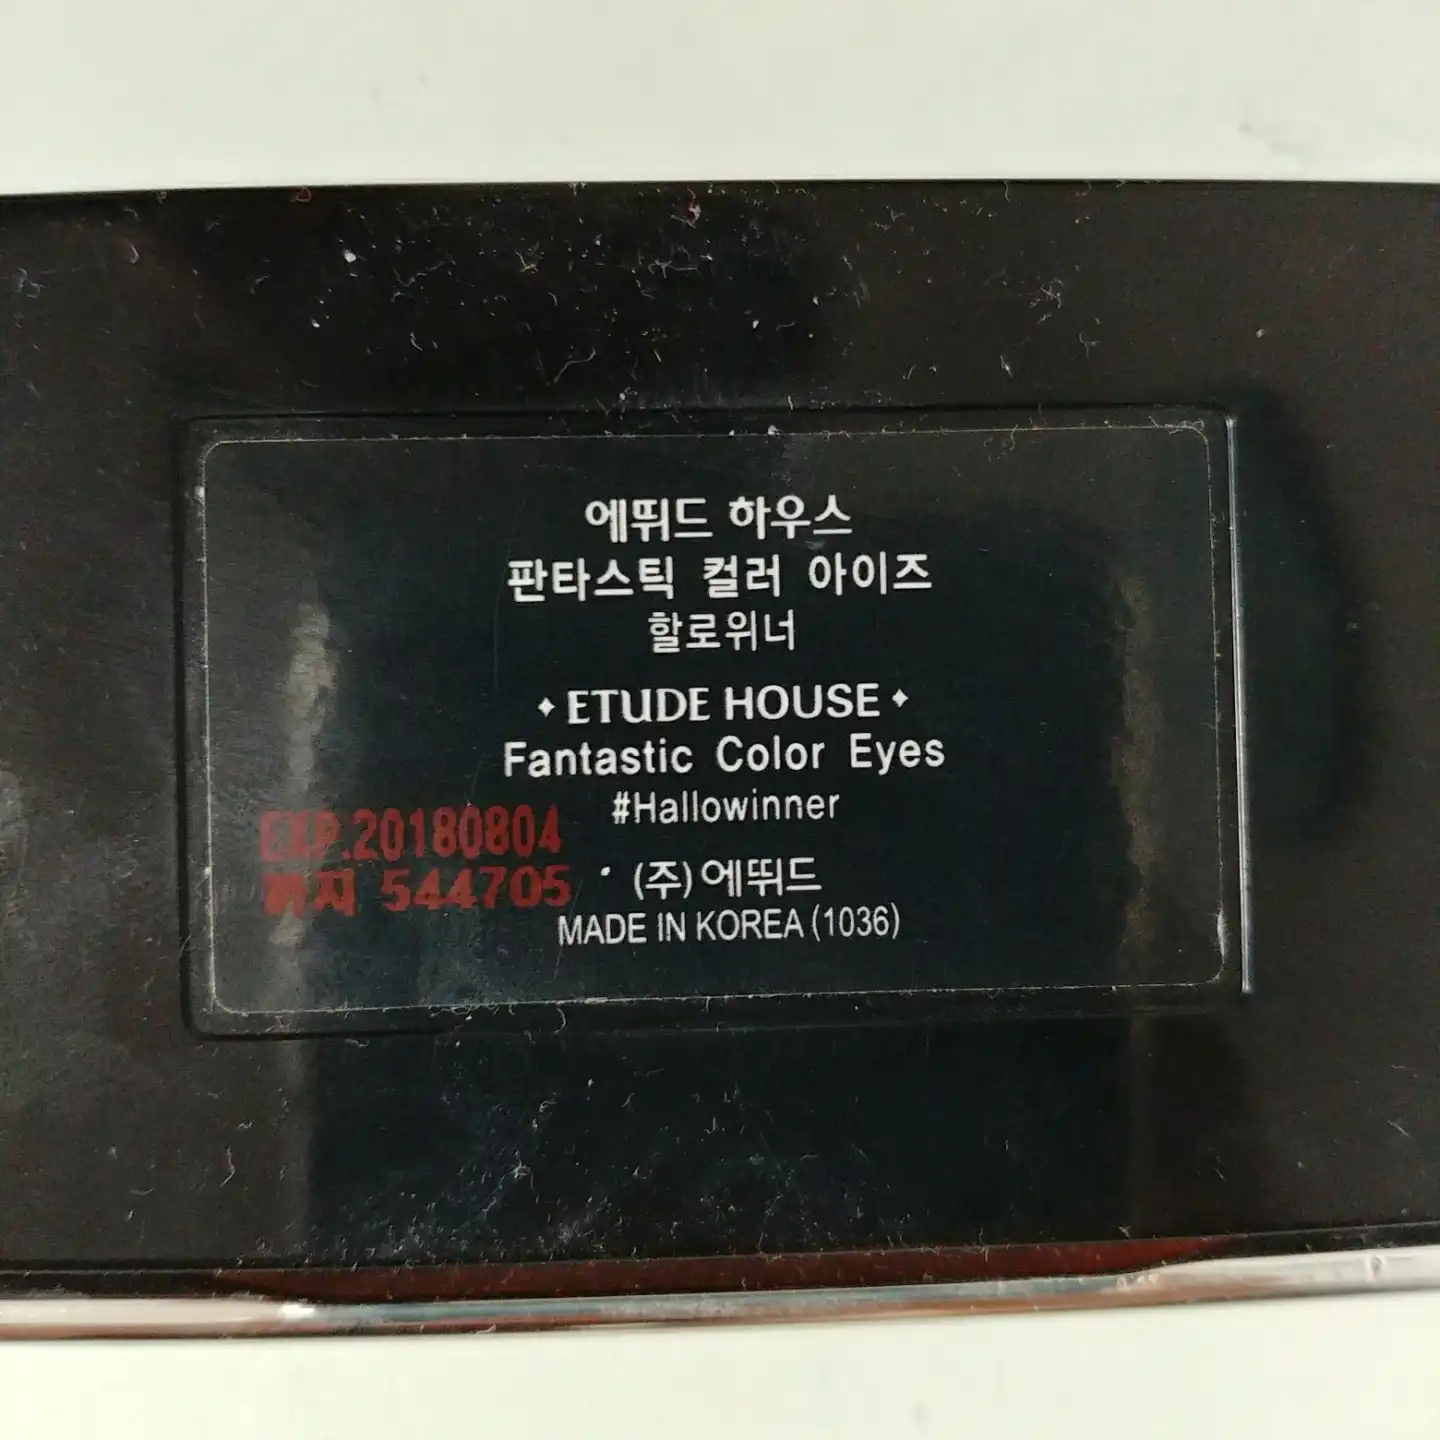 에뛰드 하우스
판타스틱 컬러 아이즈
할로위너
ETUDE HOUSE
Fantastic Color Eyes
#Hallowinner
EXP.20180804
까지 544705
(주)에뛰드
MADE IN KOREA (1036)